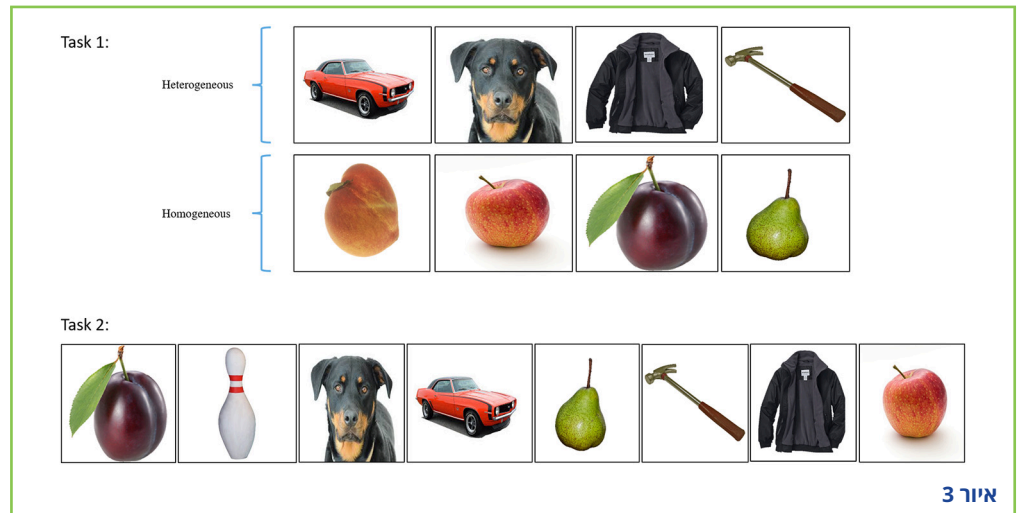 Task 1:
Heterogeneous
Homogeneous
Task 2:
איור 3